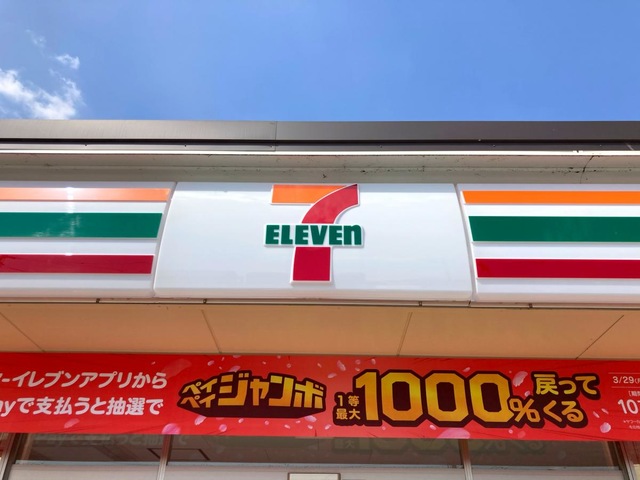 7
ELEVEn
-イレブンアプリから
ayで支払うと抽選で
ペイペイ
ジャンボ
1等
最大
1000%
戻って
くる
3/29(
10